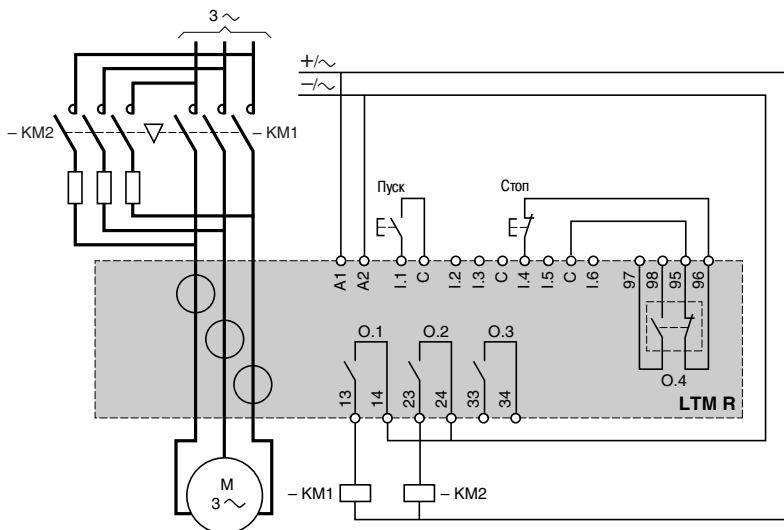 3 ∼
+/∼
−/∼
– KM2
– KM1
Пуск
Стоп
A1
A2
I.1
C
I.2
I.3
C
I.4
I.5
C
I.6
97
98
95
96
O.1
O.2
O.3
O.4
13
14
23
24
33
34
LTM R
M
3 ∼
– KM1
– KM2